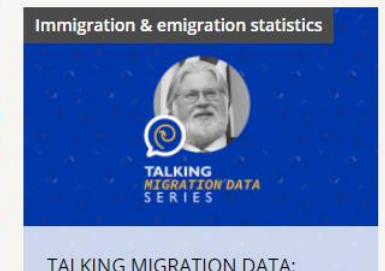 Immigration & emigration statistics
TALKING
MIGRATION DATA
SERIES
TALKING MIGRATION DATA: